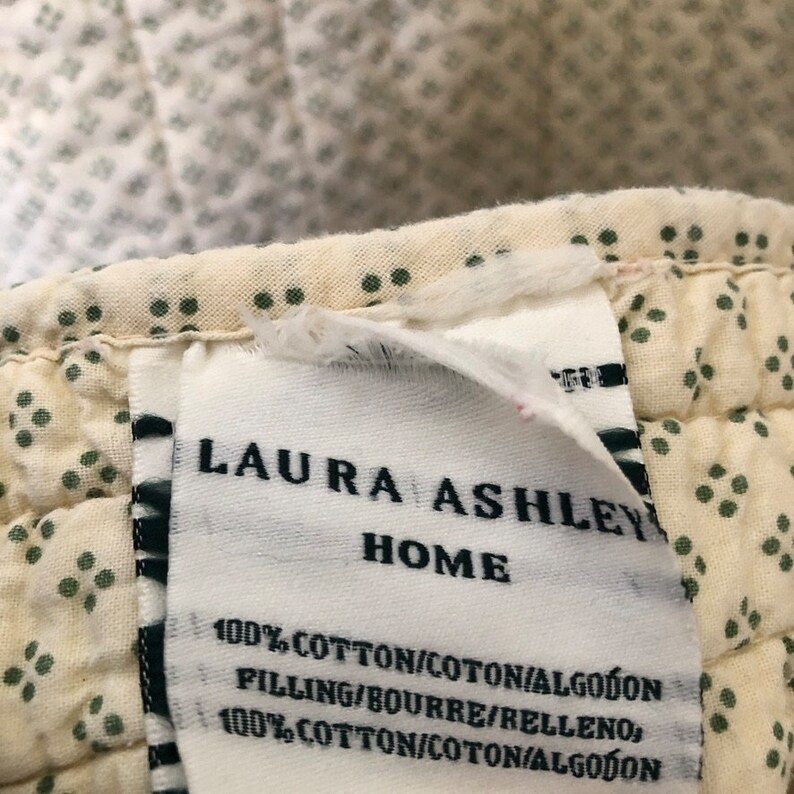 LAURA ASHLEY
HOME
100% COTTON/COTON/ALGODÓN
FILLING/BOURRE/RELLENO;
100% COTTON/COTON/ALGODÓN